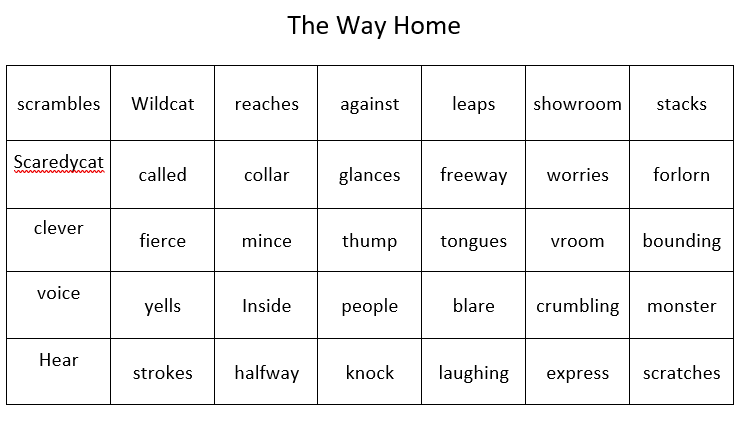 The Way Home
scrambles Wildcat reaches against leaps showroom stacks
Scaredycat called collar glances freeway worries forlorn
clever fierce mince thump tongues vroom bounding
voice yells Inside people blare crumbling monster
Hear strokes halfway knock laughing express scratches